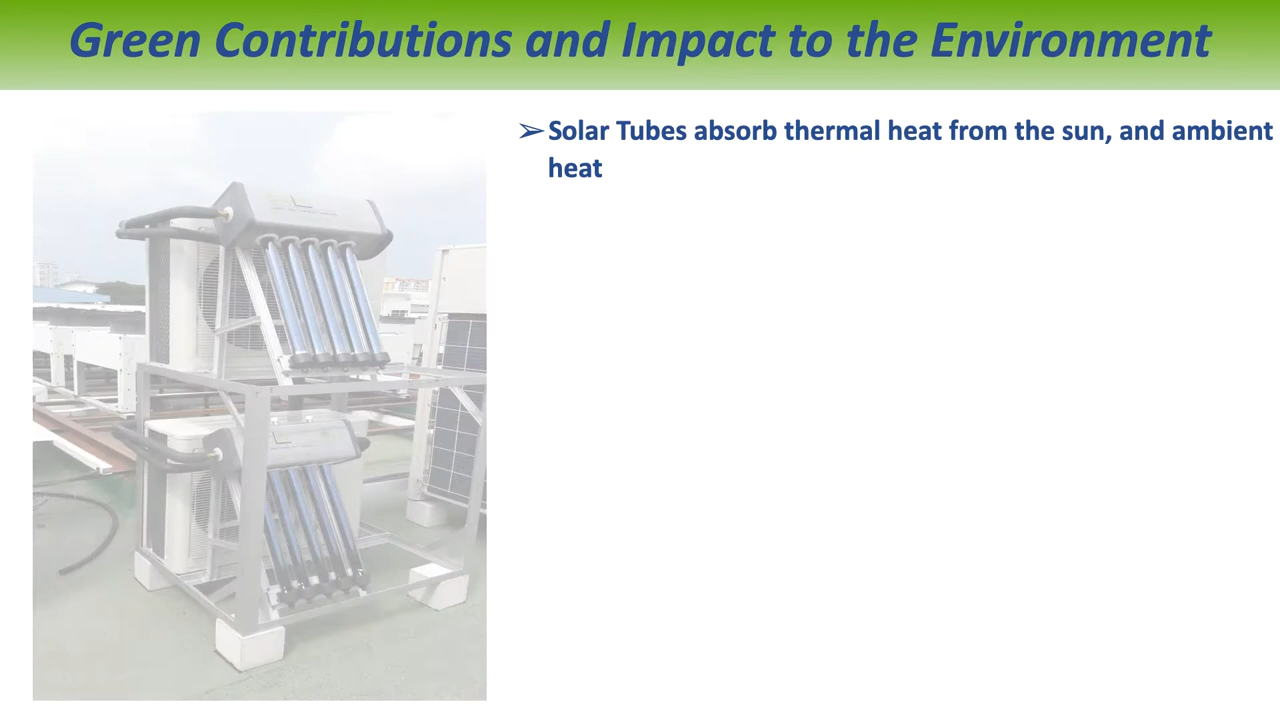 Green Contributions and Impact to the Environment
➢Solar Tubes absorb thermal heat from the sun, and ambient
heat